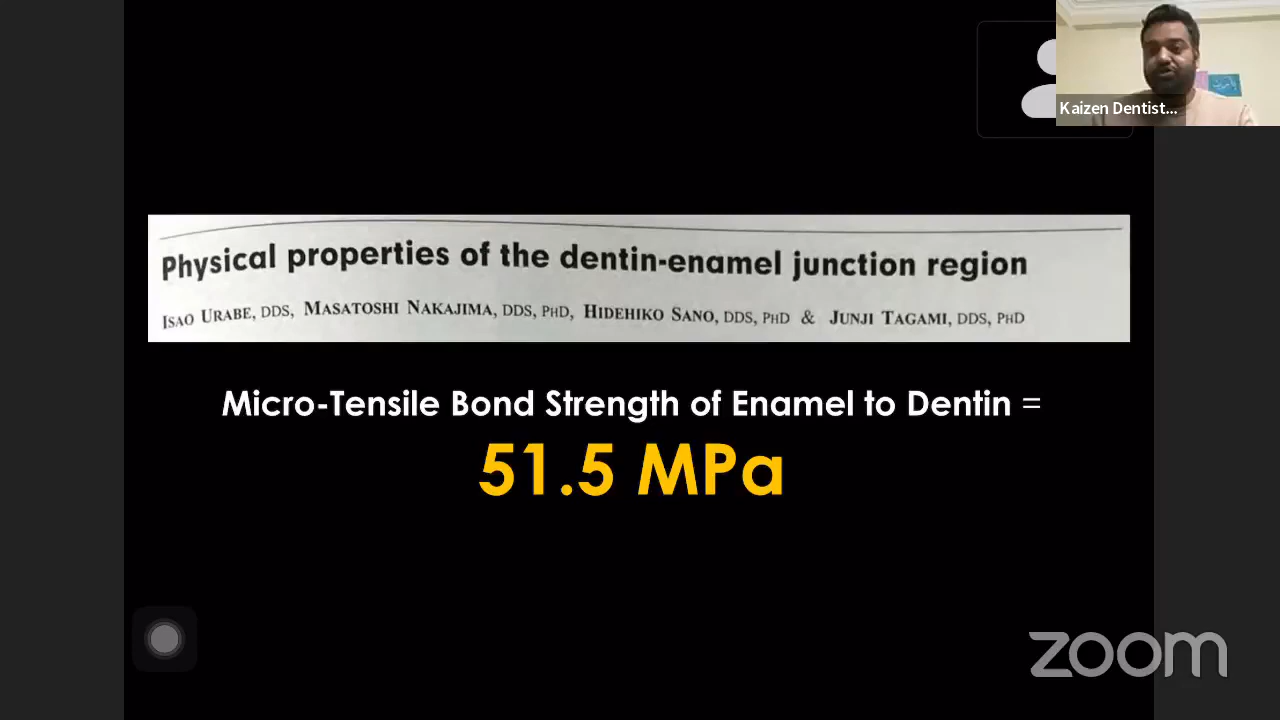 Kaizen Dentist...
Physical properties of the dentin-enamel junction region
ISAO URABE, DDS, MASATOSHI NAKAJIMA, DDS, PHD, HIDEHIKO SANO, DDS, PHD & JUNJI TAGAMI, DDS, PHD
Micro-Tensile Bond Strength of Enamel to Dentin =
51.5 MPa
zoom